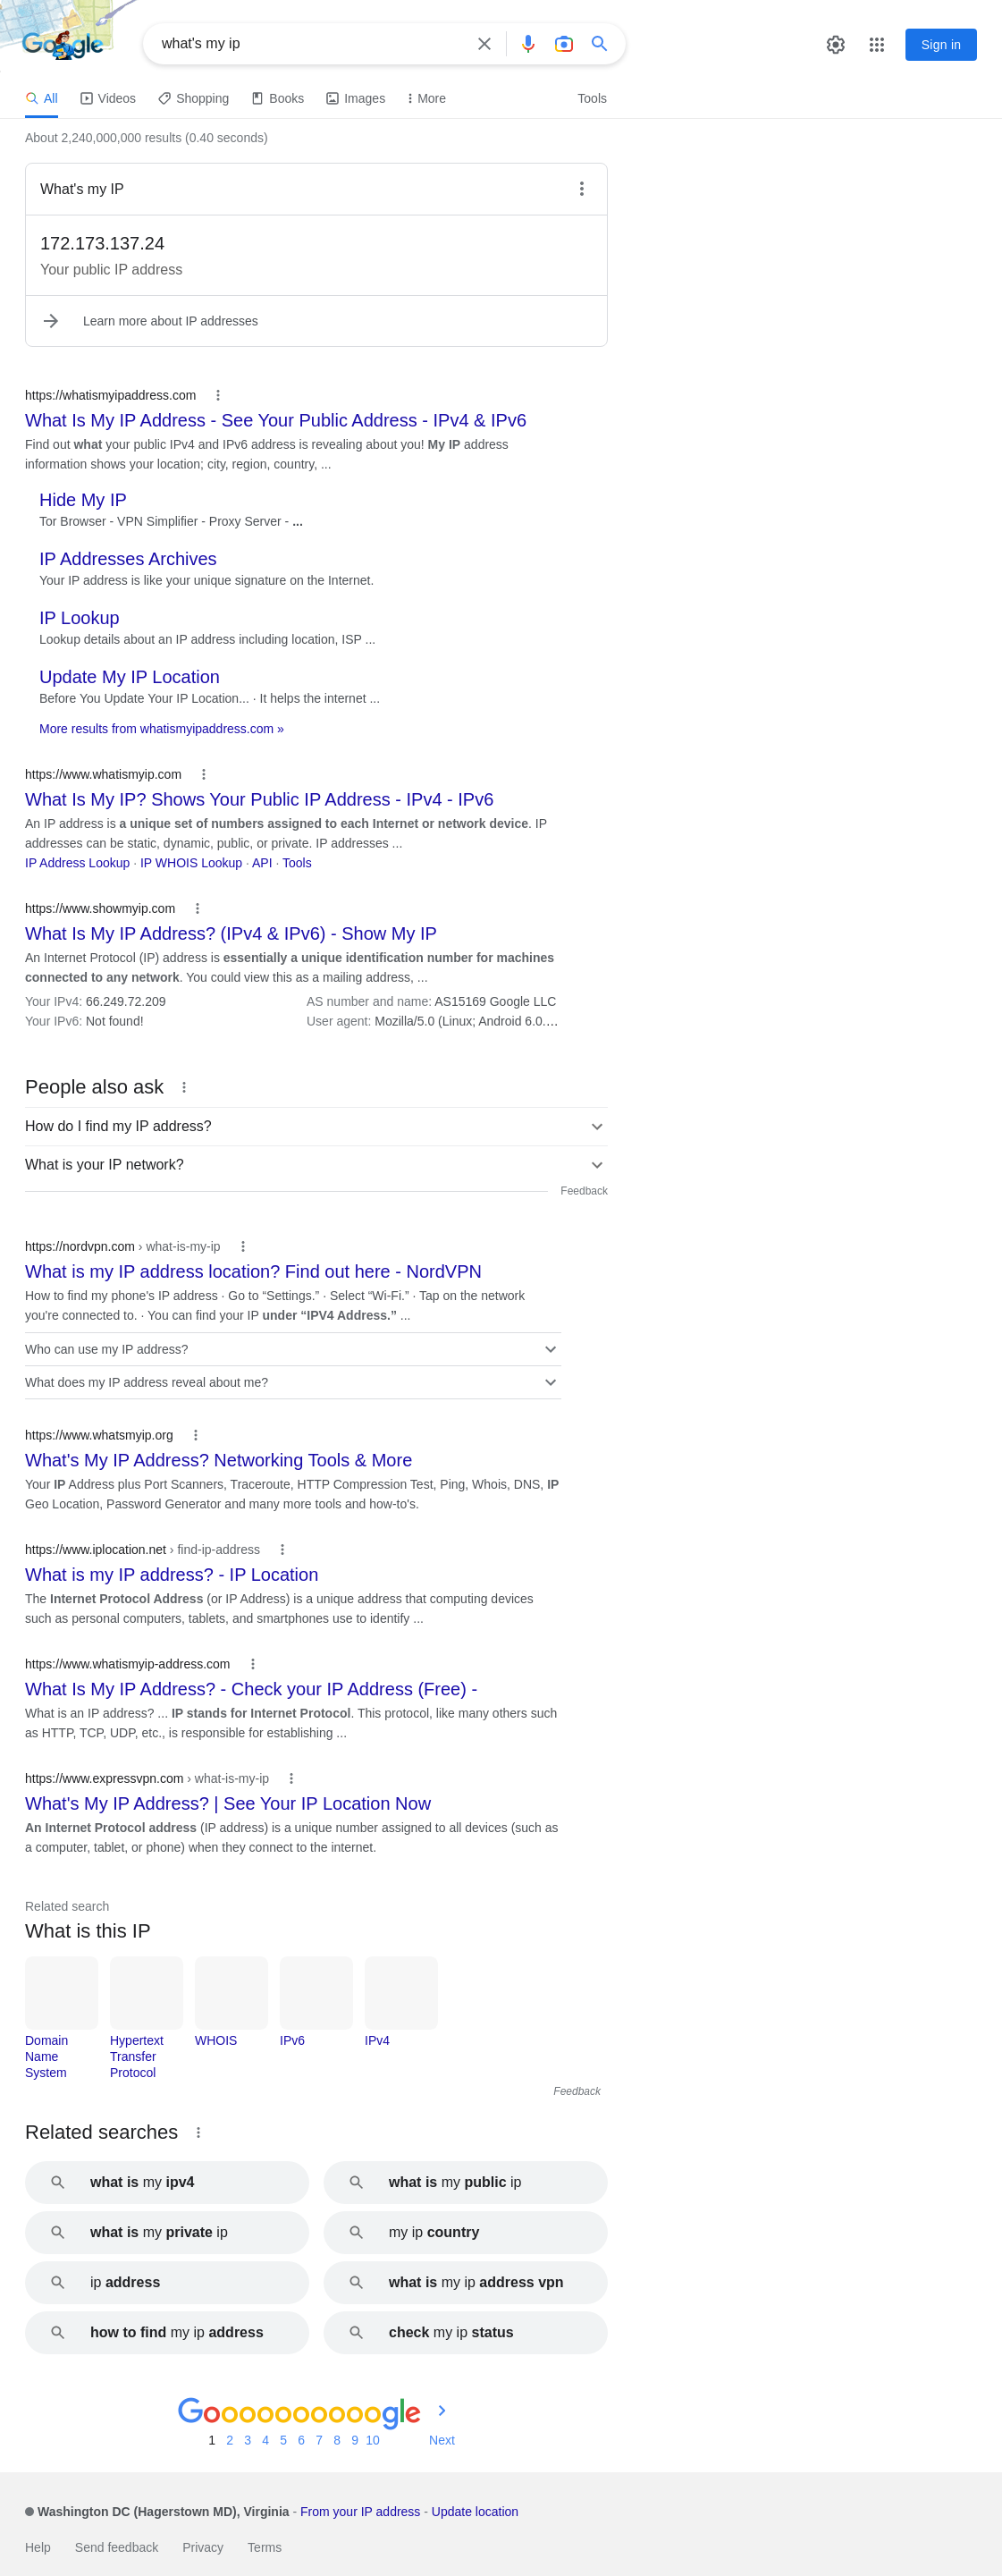 Google
what's my ip
Sign in
All Videos Shopping Books Images More Tools
About 2,240,000,000 results (0.40 seconds)
What's my IP
172.173.137.24
Your public IP address
Learn more about IP addresses
https://whatismyipaddress.com
What Is My IP Address - See Your Public Address - IPv4 & IPv6
Find out what your public IPv4 and IPv6 address is revealing about you! My IP address
information shows your location; city, region, country, ...
Hide My IP
Tor Browser - VPN Simplifier - Proxy Server - ...
IP Addresses Archives
Your IP address is like your unique signature on the Internet.
IP Lookup
Lookup details about an IP address including location, ISP ...
Update My IP Location
Before You Update Your IP Location... · It helps the internet ...
More results from whatismyipaddress.com »
https://www.whatismyip.com
What Is My IP? Shows Your Public IP Address - IPv4 - IPv6
An IP address is a unique set of numbers assigned to each Internet or network device. IP
addresses can be static, dynamic, public, or private. IP addresses ...
IP Address Lookup · IP WHOIS Lookup · API · Tools
https://www.showmyip.com
What Is My IP Address? (IPv4 & IPv6) - Show My IP
An Internet Protocol (IP) address is essentially a unique identification number for machines
connected to any network. You could view this as a mailing address, ...
Your IPv4: 66.249.72.209 AS number and name: AS15169 Google LLC
Your IPv6: Not found! User agent: Mozilla/5.0 (Linux; Android 6.0.…
People also ask
How do I find my IP address?
What is your IP network?
Feedback
https://nordvpn.com › what-is-my-ip
What is my IP address location? Find out here - NordVPN
How to find my phone's IP address · Go to “Settings.” · Select “Wi-Fi.” · Tap on the network
you're connected to. · You can find your IP under “IPV4 Address.” ...
Who can use my IP address?
What does my IP address reveal about me?
https://www.whatsmyip.org
What's My IP Address? Networking Tools & More
Your IP Address plus Port Scanners, Traceroute, HTTP Compression Test, Ping, Whois, DNS, IP
Geo Location, Password Generator and many more tools and how-to's.
https://www.iplocation.net › find-ip-address
What is my IP address? - IP Location
The Internet Protocol Address (or IP Address) is a unique address that computing devices
such as personal computers, tablets, and smartphones use to identify ...
https://www.whatismyip-address.com
What Is My IP Address? - Check your IP Address (Free) -
What is an IP address? ... IP stands for Internet Protocol. This protocol, like many others such
as HTTP, TCP, UDP, etc., is responsible for establishing ...
https://www.expressvpn.com › what-is-my-ip
What's My IP Address? | See Your IP Location Now
An Internet Protocol address (IP address) is a unique number assigned to all devices (such as
a computer, tablet, or phone) when they connect to the internet.
Related search
What is this IP
Domain Name System
Hypertext Transfer Protocol
WHOIS
IPv6
IPv4
Feedback
Related searches
what is my ipv4
what is my public ip
what is my private ip
my ip country
ip address
what is my ip address vpn
how to find my ip address
check my ip status
Goooooooooogle
1 2 3 4 5 6 7 8 9 10 Next
Washington DC (Hagerstown MD), Virginia - From your IP address - Update location
Help Send feedback Privacy Terms